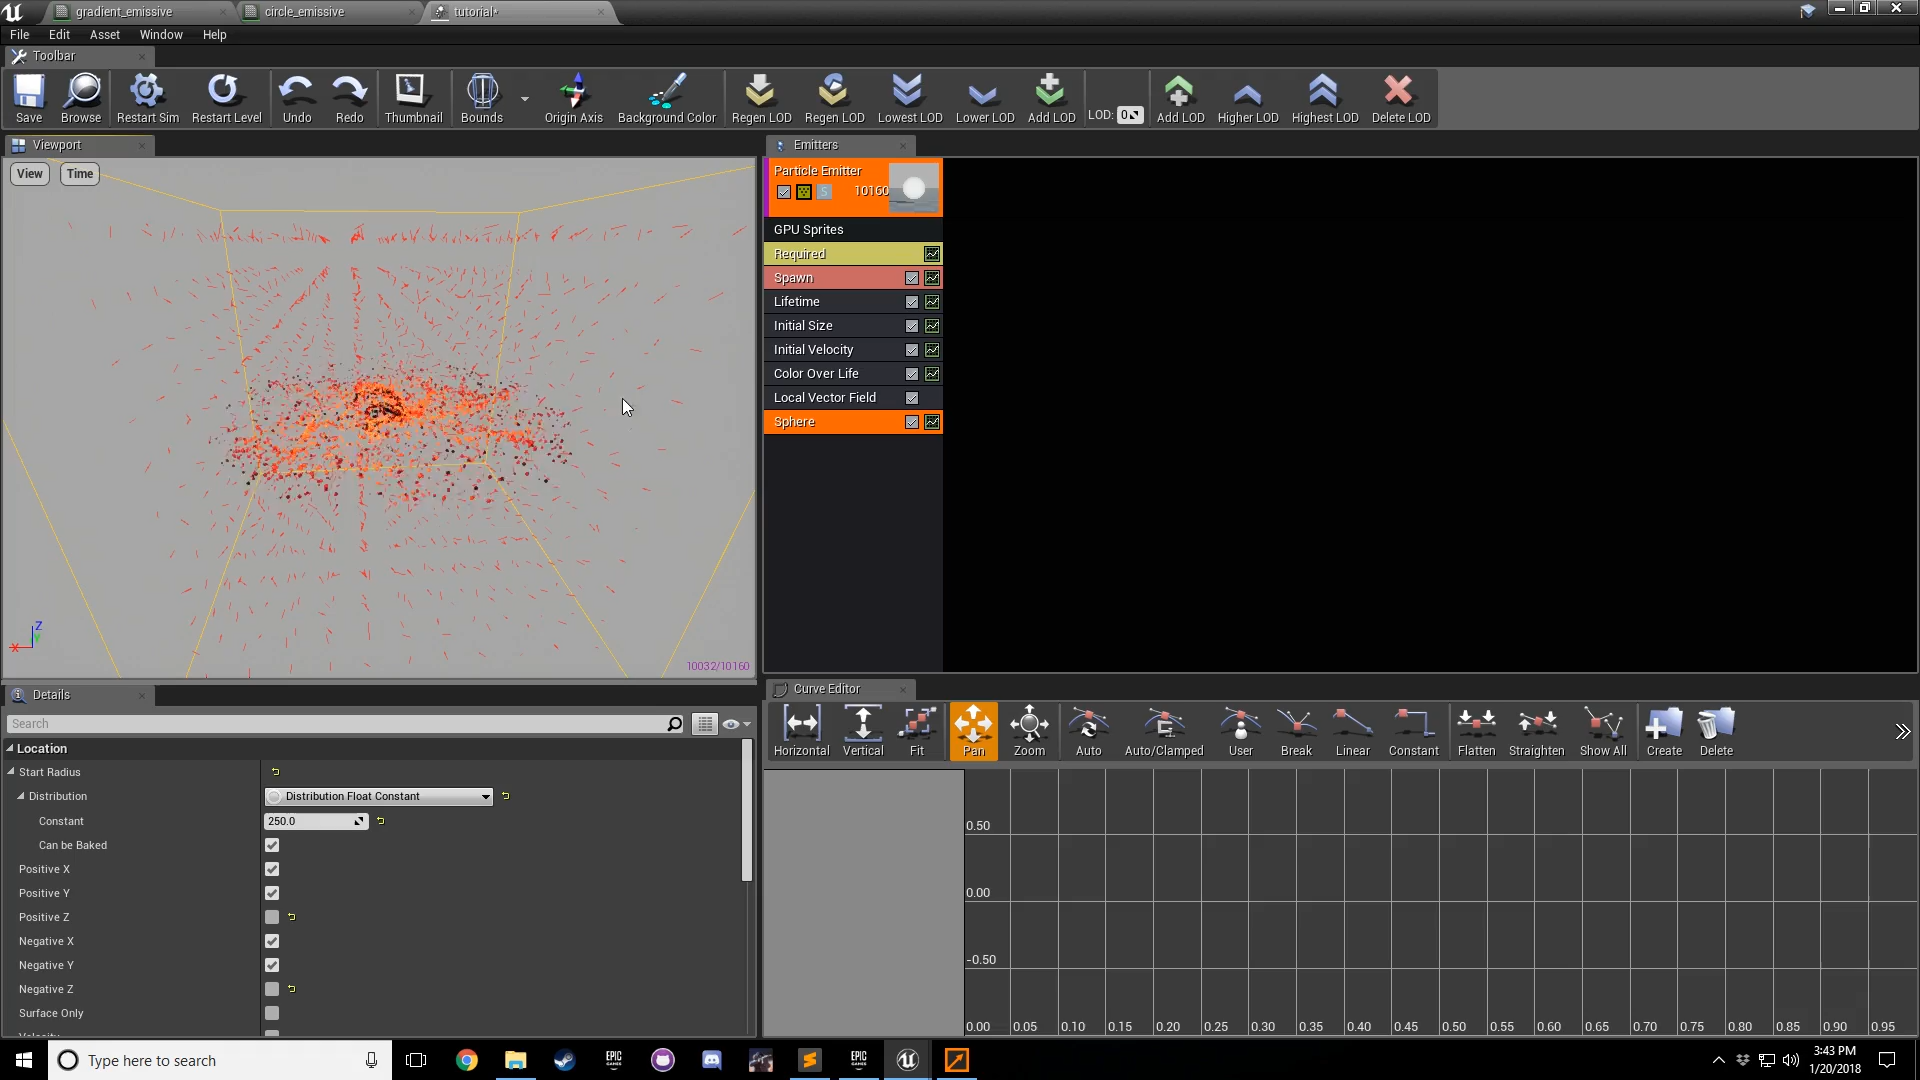 gradient_emissive
circle_emissive
tutorial*
File Edit Asset Window Help
Toolbar
Save
Browse
Restart Sim
Restart Level
Undo
Redo
Thumbnail
Bounds
Origin Axis
Background Color
Regen LOD
Regen LOD
Lowest LOD
Lower LOD
Add LOD
LOD: 0
Add LOD
Higher LOD
Highest LOD
Delete LOD
Viewport
View
Time
Z
X
10032/10160
Emitters
Particle Emitter
S
10160
GPU Sprites
Required
Spawn
Lifetime
Initial Size
Initial Velocity
Color Over Life
Local Vector Field
Sphere
Details
Search
Location
Start Radius
Distribution
Distribution Float Constant
Constant
250.0
Can be Baked
Positive X
Positive Y
Positive Z
Negative X
Negative Y
Negative Z
Surface Only
Velocity
Curve Editor
Horizontal
Vertical
Fit
Pan
Zoom
Auto
Auto/Clamped
User
Break
Linear
Constant
Flatten
Straighten
Show All
Create
Delete
0.50
0.00
-0.50
0.00 0.05 0.10 0.15 0.20 0.25 0.30 0.35 0.40 0.45 0.50 0.55 0.60 0.65 0.70 0.75 0.80 0.85 0.90 0.95
Type here to search
EPIC
GAMES
EPIC
GAMES
3:43 PM
1/20/2018